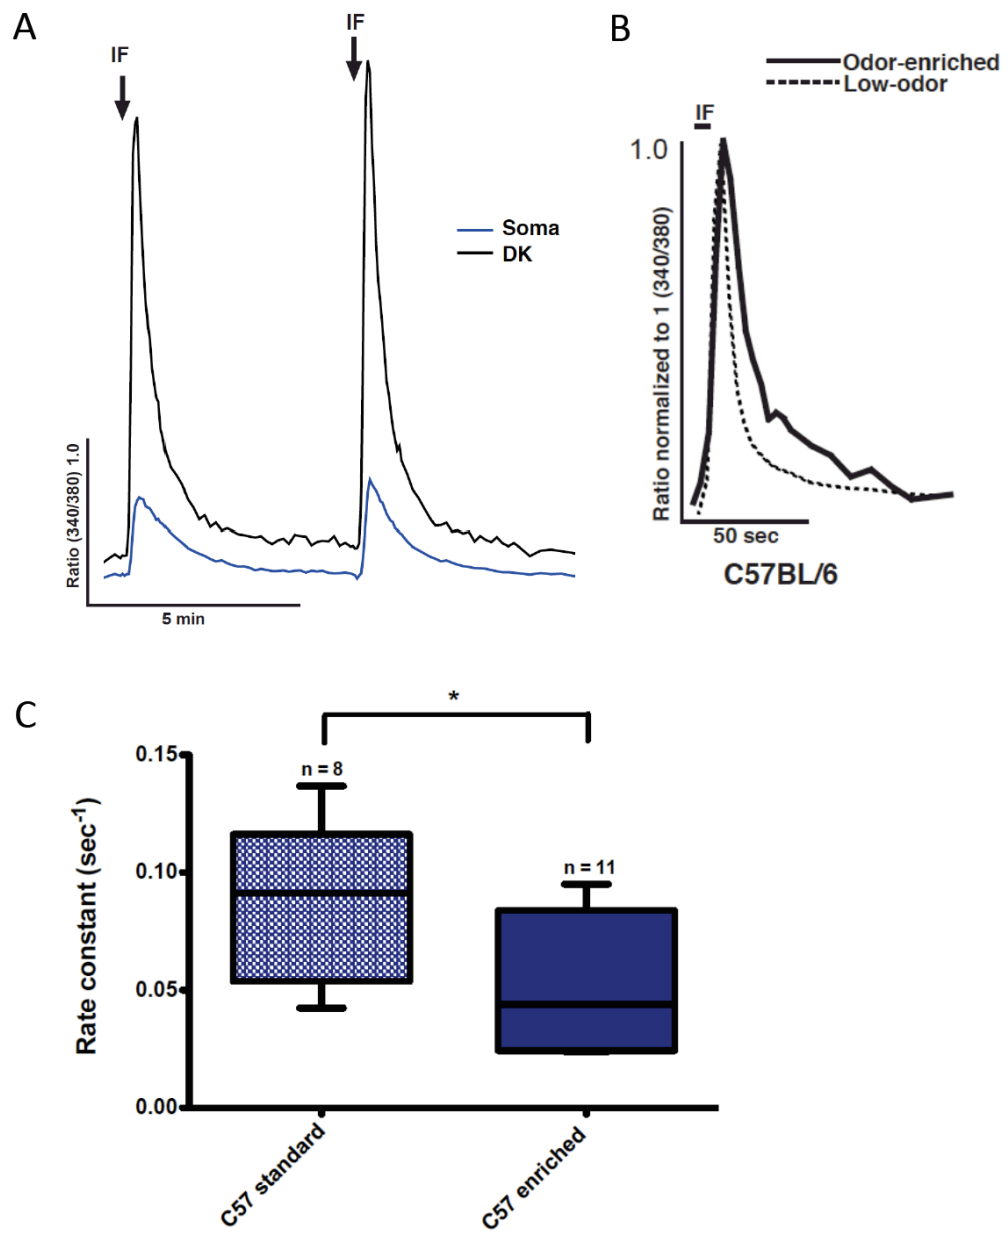 A
IF
IF
Soma
DK
Ratio (340/380) 1.0
5 min
B
Odor-enriched
Low-odor
IF
1.0
Ratio normalized to 1 (340/380)
50 sec
C57BL/6
C
*
0.15
n = 8
0.10
n = 11
0.05
0.00
Rate constant (sec-1)
C57 standard
C57 enriched